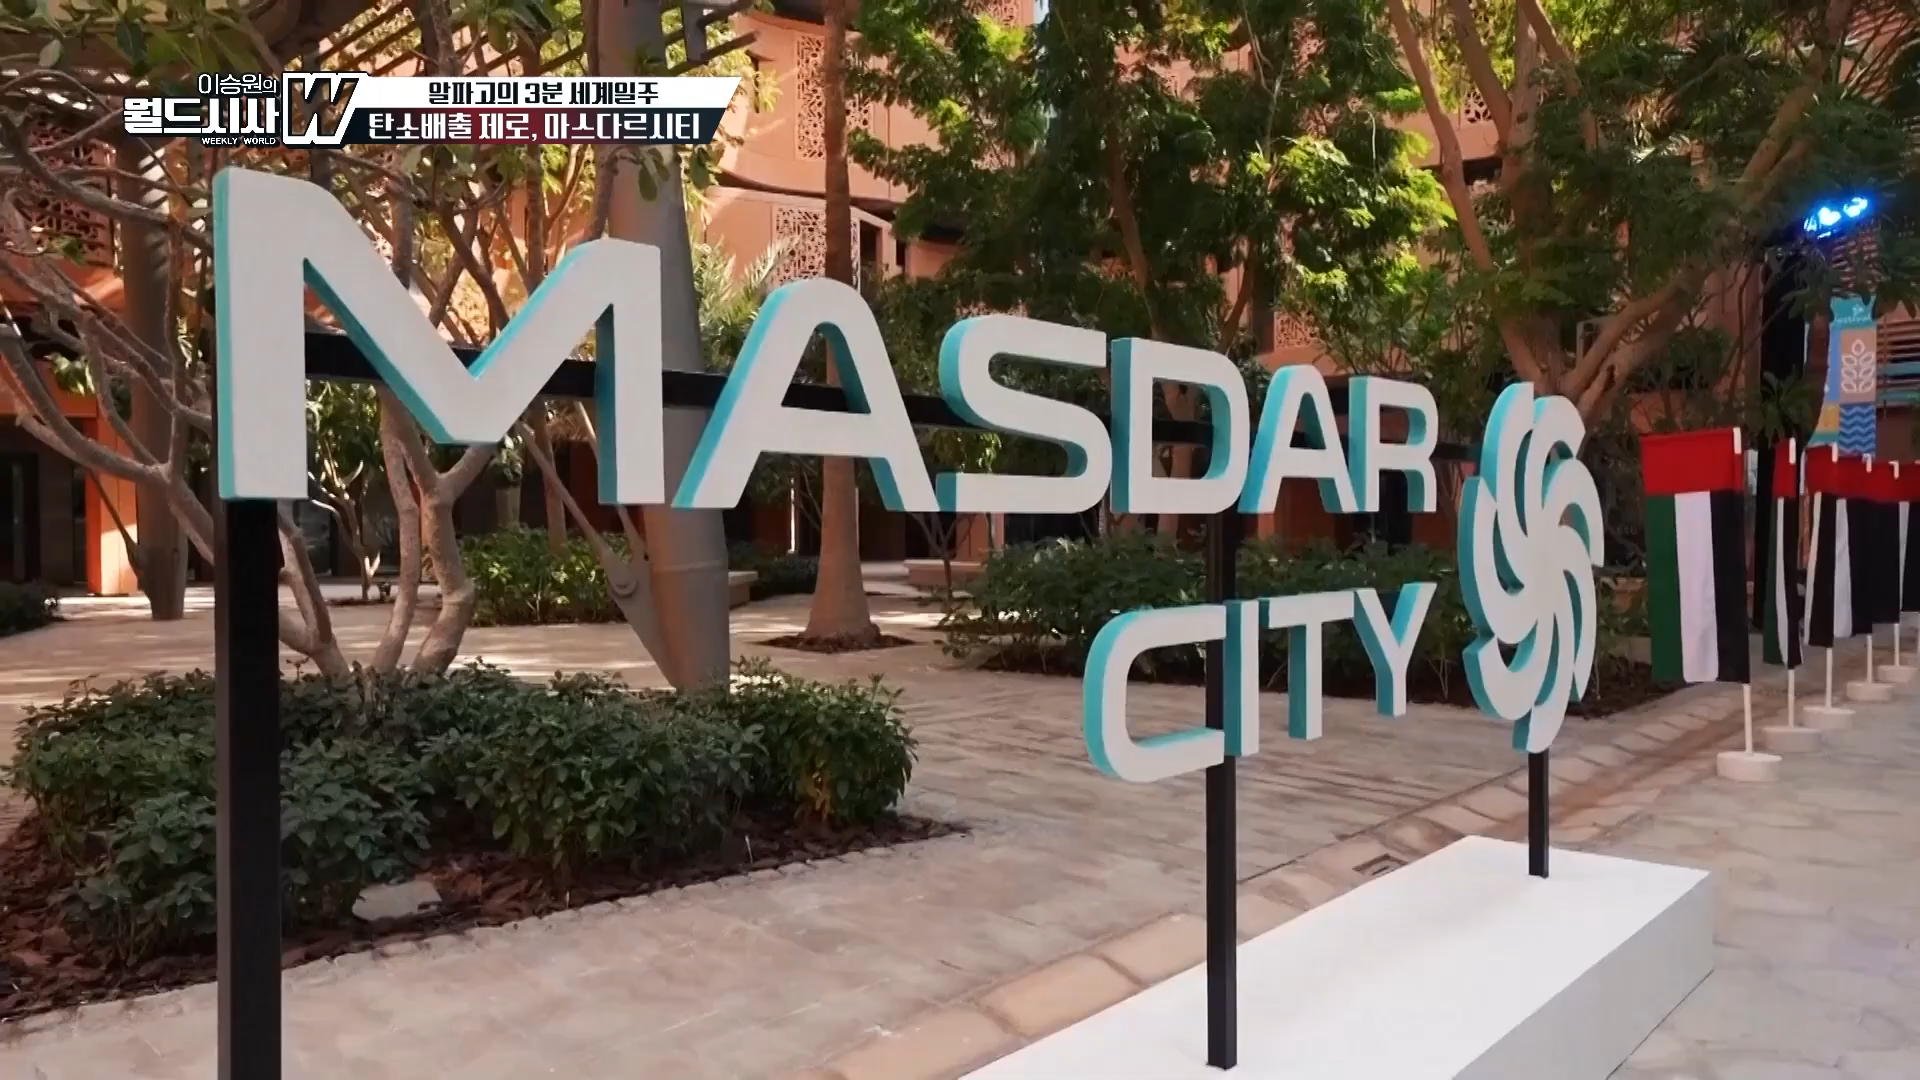 이승원의
월드시사
WEEKLY WORLD
W
알파고의 3분 세계일주
탄소배출 제로, 마스다르시티
MASDAR
CITY